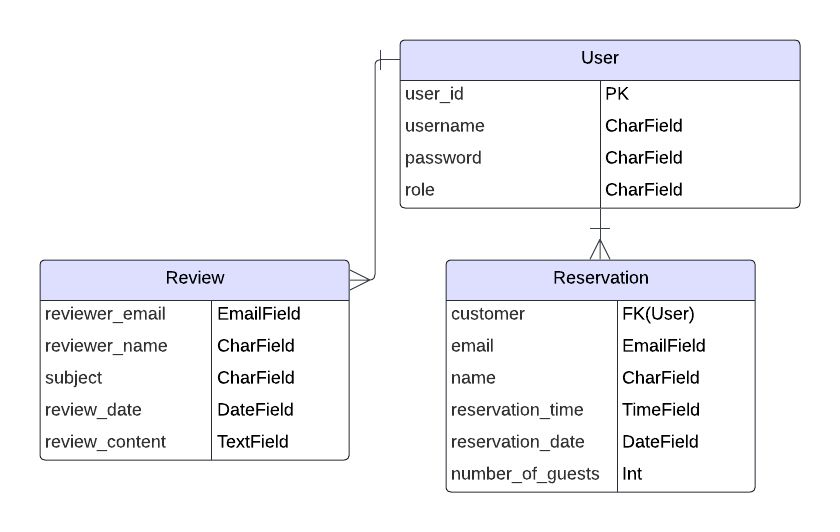 User
user_id PK
username CharField
password CharField
role CharField
Review
reviewer_email EmailField
reviewer_name CharField
subject CharField
review_date DateField
review_content TextField
Reservation
customer FK(User)
email EmailField
name CharField
reservation_time TimeField
reservation_date DateField
number_of_guests Int